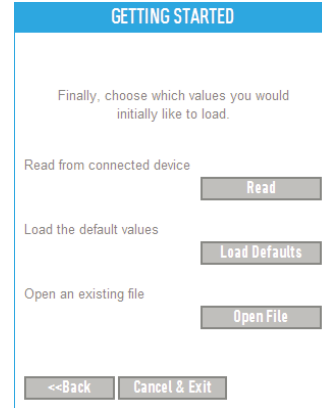 GETTING STARTED
Finally, choose which values you would
initially like to load.
Read from connected device
Read
Load the default values
Load Defaults
Open an existing file
Open File
<<Back Cancel & Exit